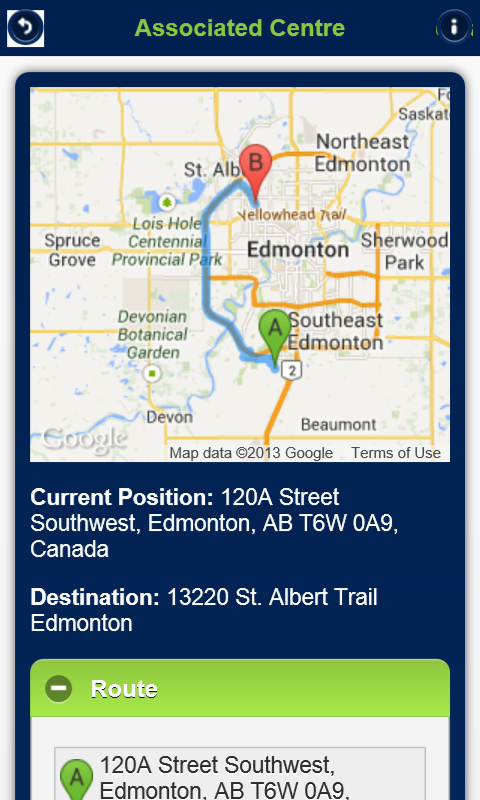 Associated Centre
Saskat
Northeast
Edmonton
St. Alb
B
Yellowhead Trail
Lois Hole
Centennial
Provincial Park
Spruce
Grove
Edmonton
Sherwood
Park
Devonian
Botanical
Garden
A
Southeast
Edmonton
2
Devon
Beaumont
Google
Map data ©2013 Google Terms of Use
Current Position: 120A Street
Southwest, Edmonton, AB T6W 0A9,
Canada
Destination: 13220 St. Albert Trail
Edmonton
Route
A
120A Street Southwest,
Edmonton, AB T6W 0A9,